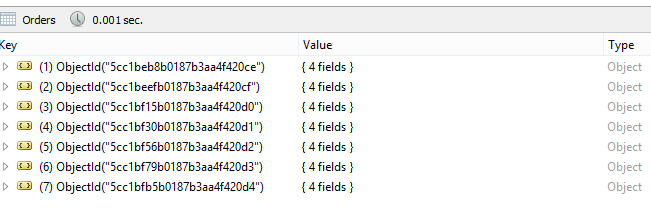 Orders 0.001 sec.
Key Value Type
(1) ObjectId("5cc1beb8b0187b3aa4f420ce") { 4 fields } Object
(2) ObjectId("5cc1beefb0187b3aa4f420cf") { 4 fields } Object
(3) ObjectId("5cc1bf15b0187b3aa4f420d0") { 4 fields } Object
(4) ObjectId("5cc1bf30b0187b3aa4f420d1") { 4 fields } Object
(5) ObjectId("5cc1bf56b0187b3aa4f420d2") { 4 fields } Object
(6) ObjectId("5cc1bf79b0187b3aa4f420d3") { 4 fields } Object
(7) ObjectId("5cc1bfb5b0187b3aa4f420d4") { 4 fields } Object